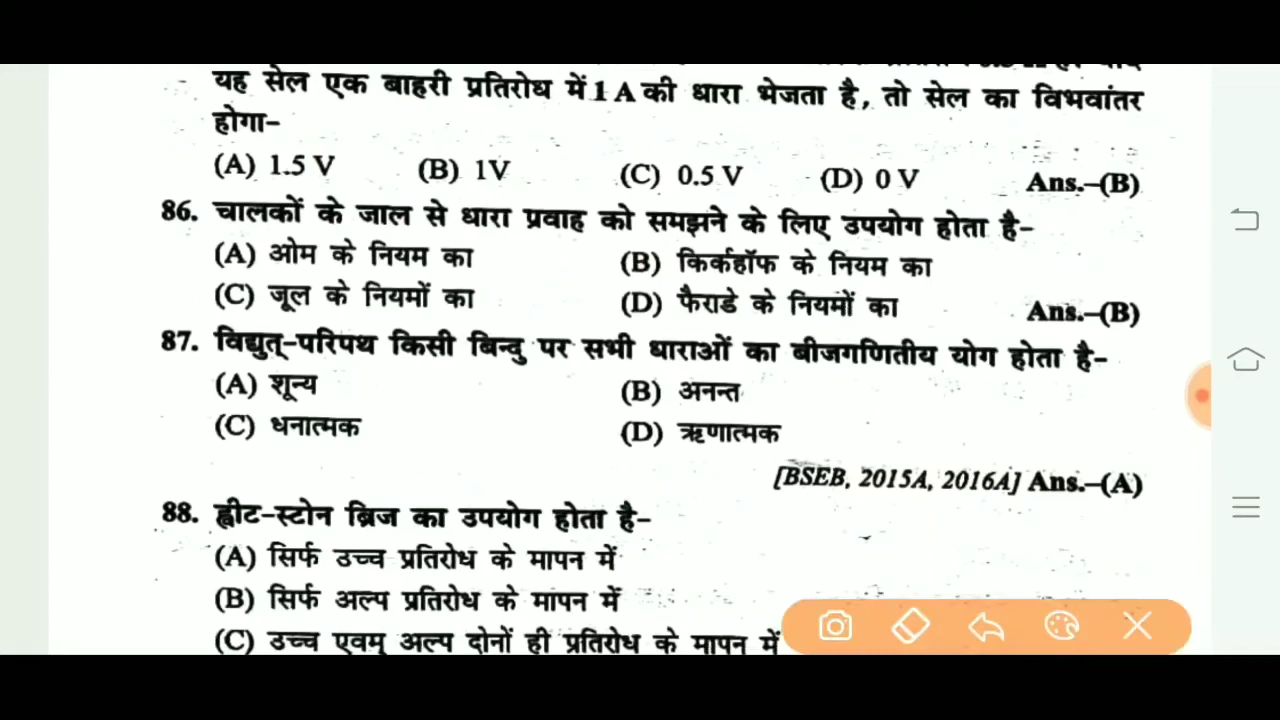 यह सेल एक बाहरी प्रतिरोध में 1 A की धारा भेजता है, तो सेल का विभवांतर
होगा-
(A) 1.5 V (B) 1V (C) 0.5 V (D) 0 V Ans.–(B)
86. चालकों के जाल से धारा प्रवाह को समझने के लिए उपयोग होता है-
(A) ओम के नियम का (B) किर्कहॉफ के नियम का
(C) जूल के नियमों का (D) फैराडे के नियमों का Ans.–(B)
87. विद्युत्-परिपथ किसी बिन्दु पर सभी धाराओं का बीजगणितीय योग होता है-
(A) शून्य (B) अनन्त
(C) धनात्मक (D) ऋणात्मक
[BSEB, 2015A, 2016A] Ans.–(A)
88. ह्वीट-स्टोन ब्रिज का उपयोग होता है-
(A) सिर्फ उच्च प्रतिरोध के मापन में
(B) सिर्फ अल्प प्रतिरोध के मापन में
(C) उच्च एवम् अल्प दोनों ही प्रतिरोध के मापन में